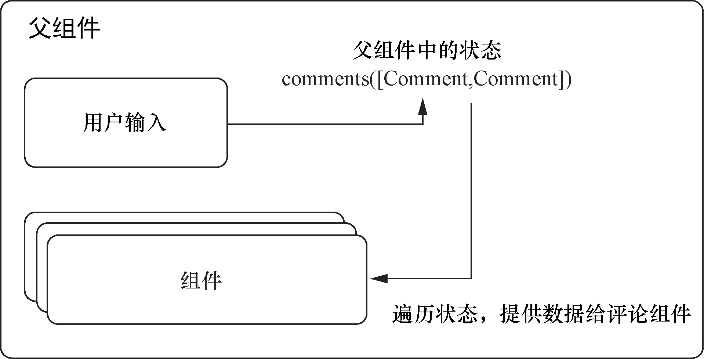 父组件
父组件中的状态
comments([Comment,Comment])
用户输入
组件
遍历状态，提供数据给评论组件